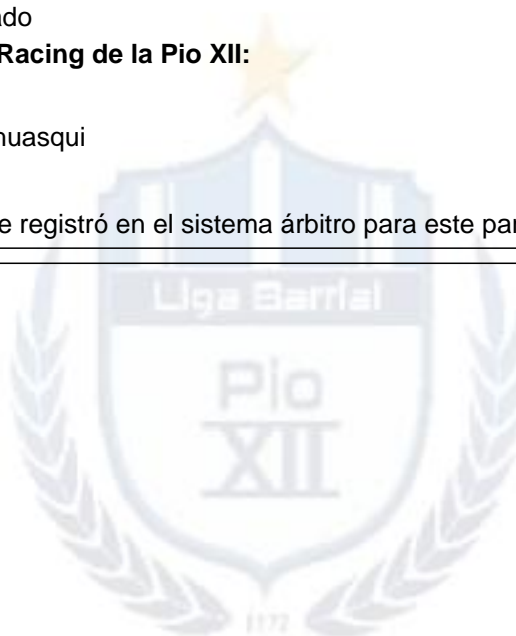 ado
Racing de la Pio XII:
huasqui
e registró en el sistema árbitro para este par
Liga Barrial
Pio
XII
1172